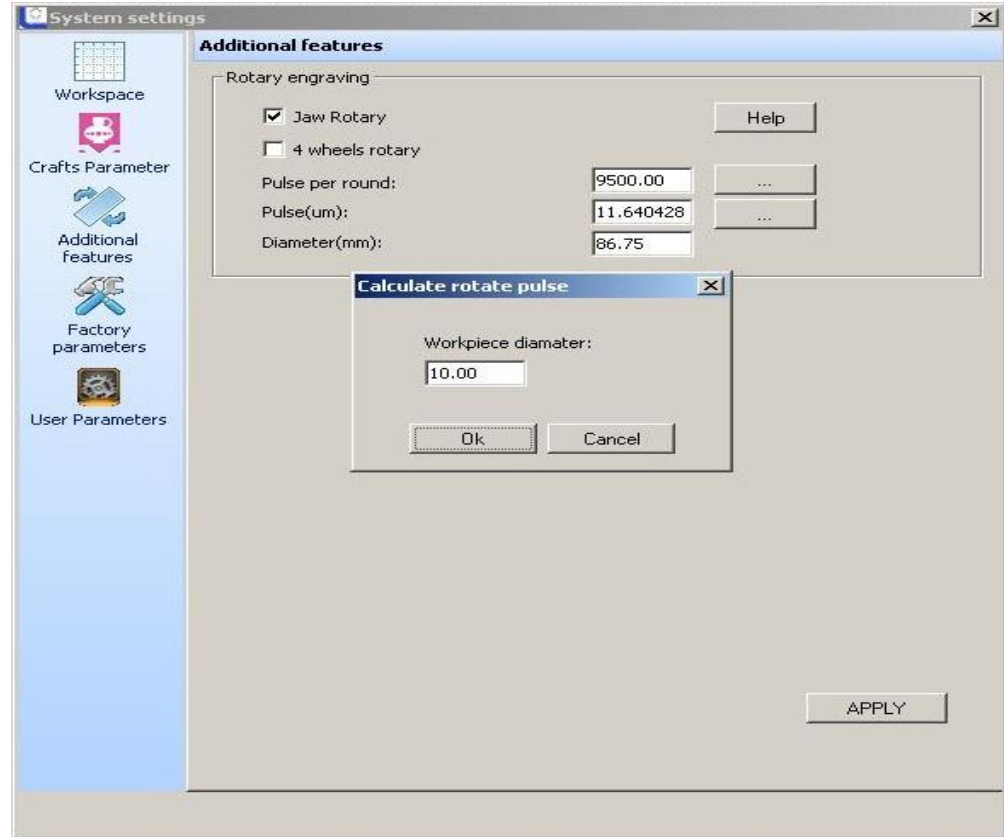 System settings
Additional features
Workspace
Crafts Parameter
Additional
features
Factory
parameters
User Parameters
Rotary engraving
Jaw Rotary
Help
4 wheels rotary
Pulse per round: 9500.00 ...
Pulse(um): 11.640428 ...
Diameter(mm): 86.75
Calculate rotate pulse
Workpiece diamater:
10.00
Ok Cancel
APPLY